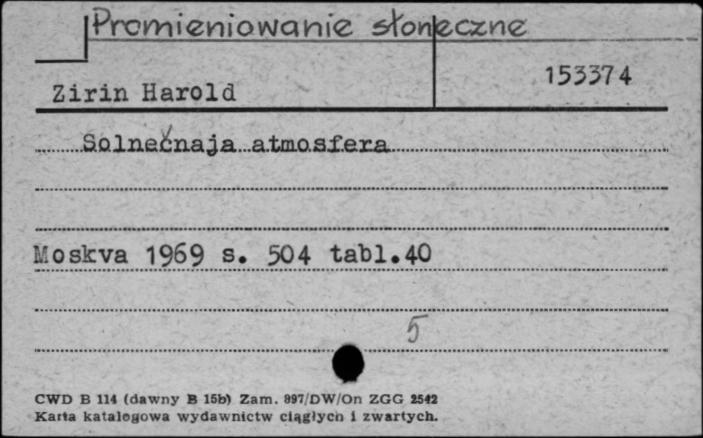 Promieniowanie słoneczne
153374
Zirin Harold
Solnečnaja atmosfera
Moskva 1969 s. 504 tabl.40
5
CWD B 114 (dawny B 15b) Zam. 997/DW/On ZGG 2542
Karta katalogowa wydawnictw ciągłych i zwartych.